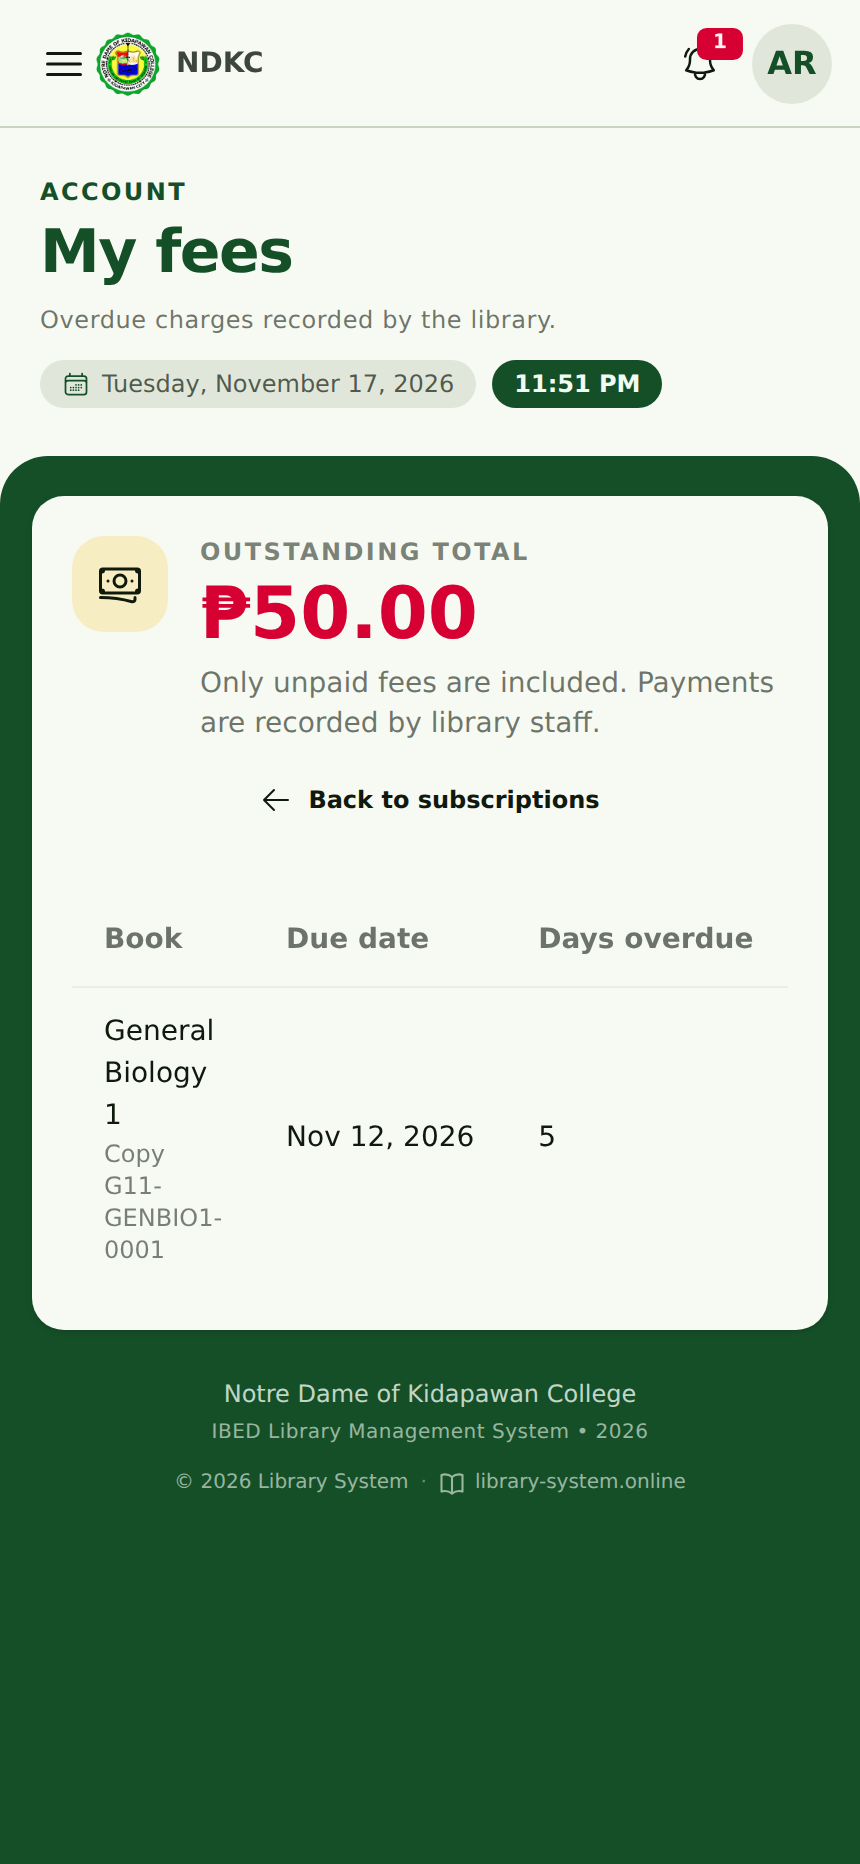 NDKC
1
AR
ACCOUNT
My fees
Overdue charges recorded by the library.
Tuesday, November 17, 2026
11:51 PM
OUTSTANDING TOTAL
₱50.00
Only unpaid fees are included. Payments
are recorded by library staff.
Back to subscriptions
Book Due date Days overdue
General
Biology
1
Copy
G11-
GENBIO1-
0001
Nov 12, 2026 5
Notre Dame of Kidapawan College
IBED Library Management System • 2026
© 2026 Library System · library-system.online